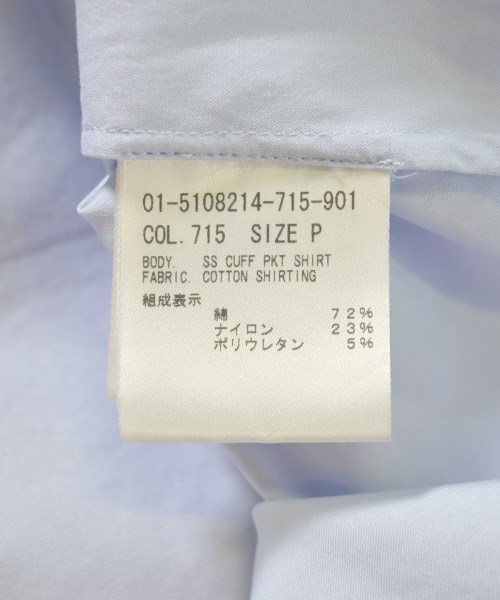 01-5108214-715-901
COL. 715 SIZE P
BODY. SS CUFF PKT SHIRT
FABRIC. COTTON SHIRTING
組成表示
綿 72%
ナイロン 23%
ポリウレタン 5%